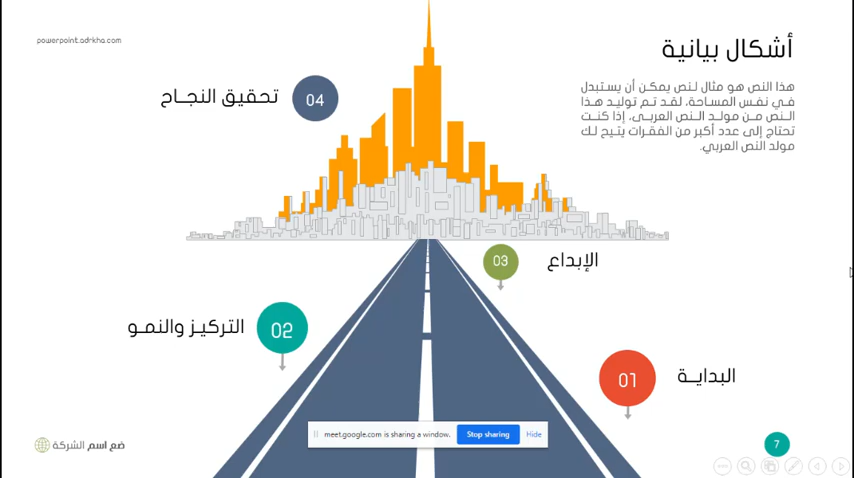 powerpoint.adrkha.com
أشكال بيانية
هذا النص هو مثال لنص يمكن أن يستبدل
في نفس المساحة، لقد تم توليد هذا
النص من مولد النص العربى، إذا كنت
تحتاج إلى عدد أكبر من الفقرات يتيح لك
مولد النص العربي.
04
تحقيق النجاح
03
الإبداع
02
التركيز والنمو
01
البداية
meet.google.com is sharing a window.
Stop sharing
Hide
ضع اسم الشركة
7